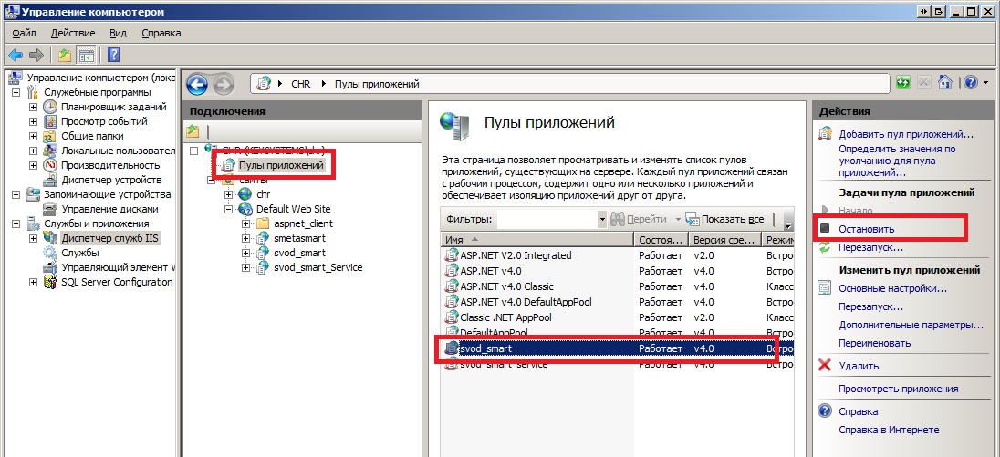 Управление компьютером
Файл Действие Вид Справка
Управление компьютером (лока
Служебные программы
Планировщик заданий
Просмотр событий
Общие папки
Локальные пользовател
Производительность
Диспетчер устройств
Запоминающие устройства
Управление дисками
Службы и приложения
Диспетчер служб IIS
Службы
Управляющий элемент W
SQL Server Configuration
CHR Пулы приложений
Подключения
Пулы приложений
сайты
chr
Default Web Site
aspnet_client
smetasmart
svod_smart
svod_smart_Service
Пулы приложений
Эта страница позволяет просматривать и изменять список пулов
приложений, существующих на сервере. Каждый пул приложений связан
с рабочим процессом, содержит одно или несколько приложений и
обеспечивает изоляцию приложений друг от друга.
Фильтры: Перейти Показать все
Имя Состоя... Версия сре... Режим
ASP.NET V2.0 Integrated Работает v2.0 Встро
ASP.NET v4.0 Работает v4.0 Встро
ASP.NET v4.0 Classic Работает v4.0 Класс
ASP.NET v4.0 DefaultAppPool Работает v4.0 Встро
Classic .NET AppPool Работает v2.0 Класс
DefaultAppPool Работает v4.0 Встро
svod_smart Работает v4.0 Встро
svod_smart_service Работает v4.0 Встро
Действия
Добавить пул приложений...
Определить значения по
умолчанию для пула
приложений...
Задачи пула приложений
Начало
Остановить
Перезапуск...
Изменить пул приложений
Основные настройки...
Перезапуск...
Дополнительные параметры...
Переименовать
Удалить
Просмотреть приложения
Справка
Справка в Интернете